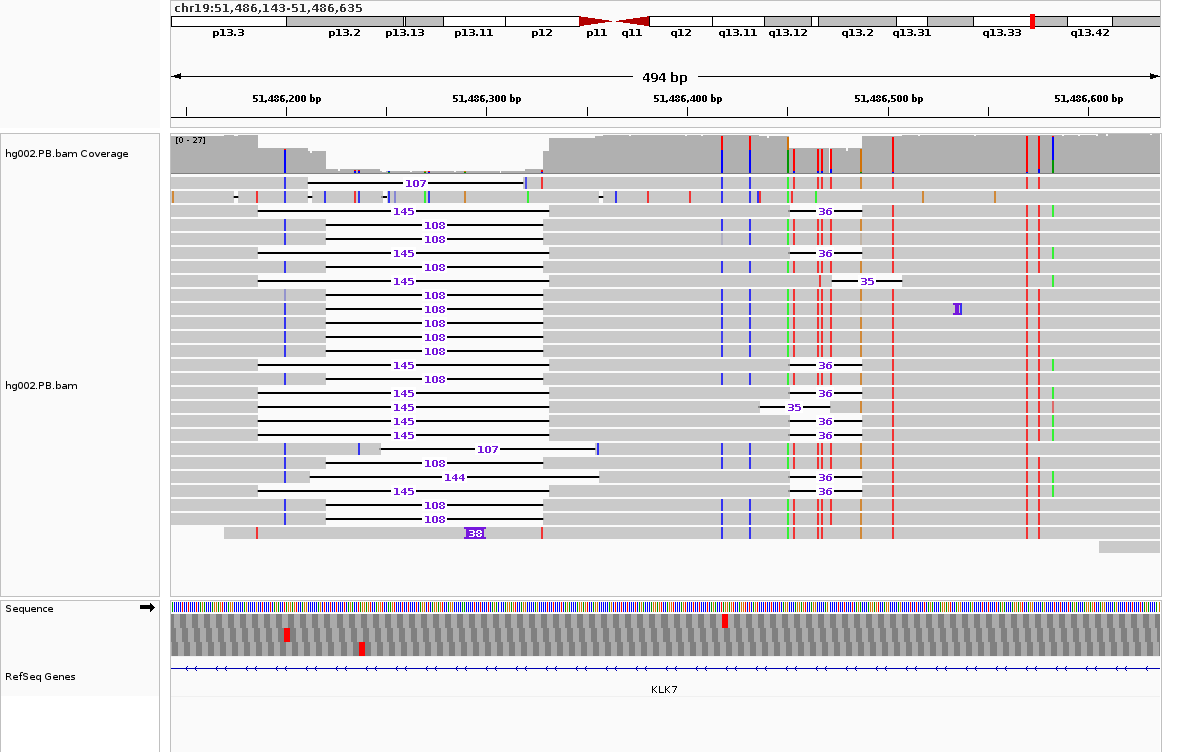 chr19:51,486,143-51,486,635
p13.3 p13.2 p13.13 p13.11 p12 p11 q11 q12 q13.11 q13.12 q13.2 q13.31 q13.33 q13.42
494 bp
51,486,200 bp 51,486,300 bp 51,486,400 bp 51,486,500 bp 51,486,600 bp
[0 - 27]
hg002.PB.bam Coverage
107
145 36
108
108
145 36
108
145 35
108
108
108
108
108
145 36
108
hg002.PB.bam
145 36
145 35
145 36
145 36
107
108
144 36
145 36
108
108
38
Sequence
RefSeq Genes
KLK7